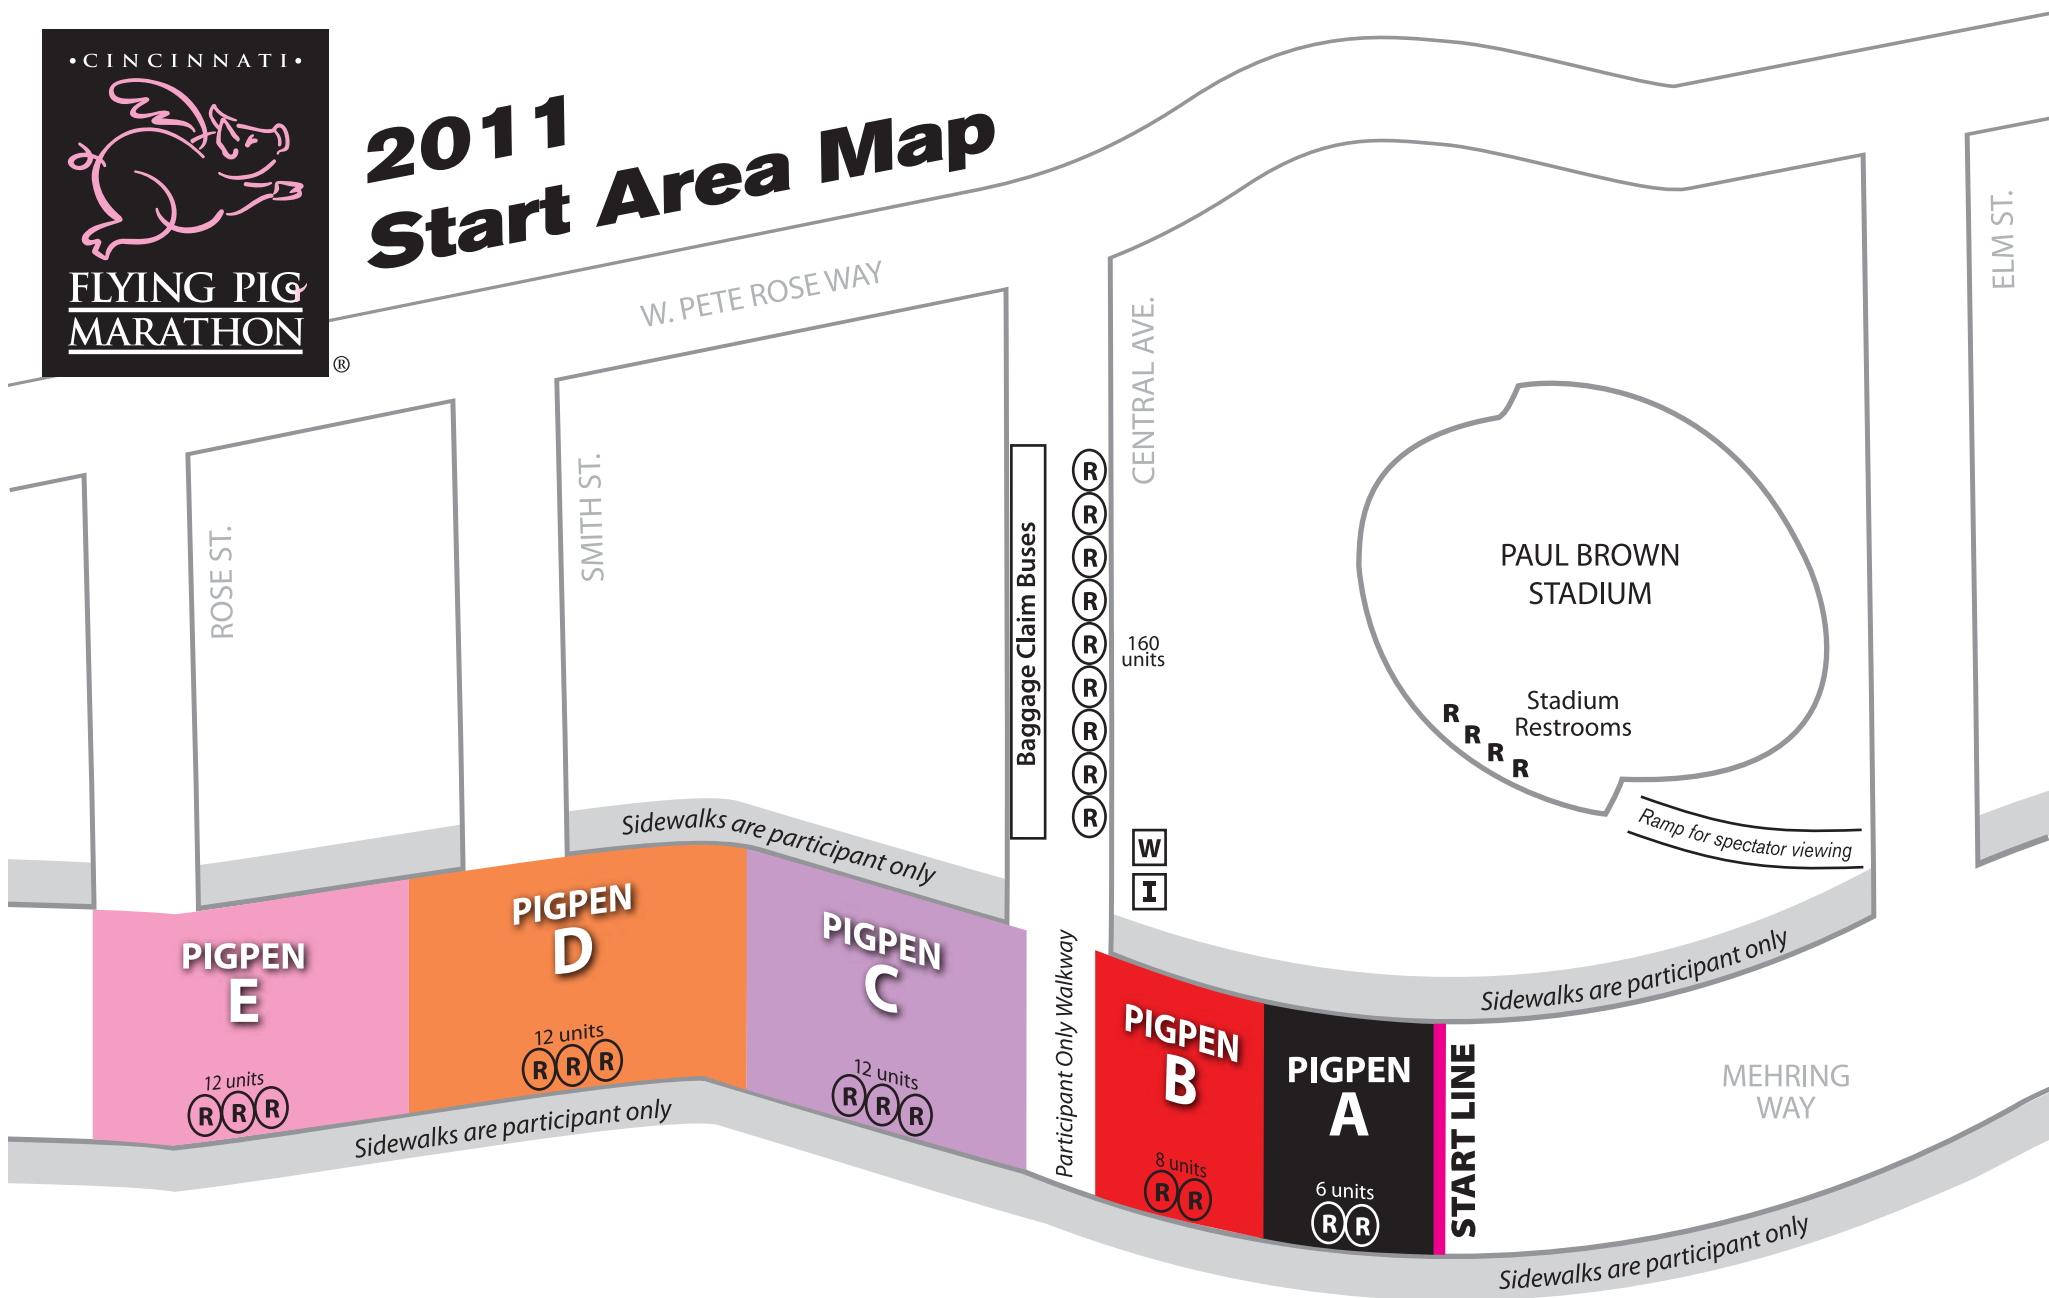 • CINCINNATI •
FLYING PIG
MARATHON
®
2011
Start Area Map
W. PETE ROSE WAY
CENTRAL AVE.
ELM ST.
ROSE ST.
SMITH ST.
Baggage Claim Buses
R
R
R
R
R
R
R
R
R
160
units
PAUL BROWN
STADIUM
Stadium
Restrooms
R
R
R
R
Ramp for spectator viewing
W
I
Sidewalks are participant only
Sidewalks are participant only
PIGPEN
E
12 units
R R R
PIGPEN
D
12 units
R R R
PIGPEN
C
12 units
R R R
Participant Only Walkway
PIGPEN
B
8 units
R R
PIGPEN
A
6 units
R R
START LINE
MEHRING
WAY
Sidewalks are participant only
Sidewalks are participant only